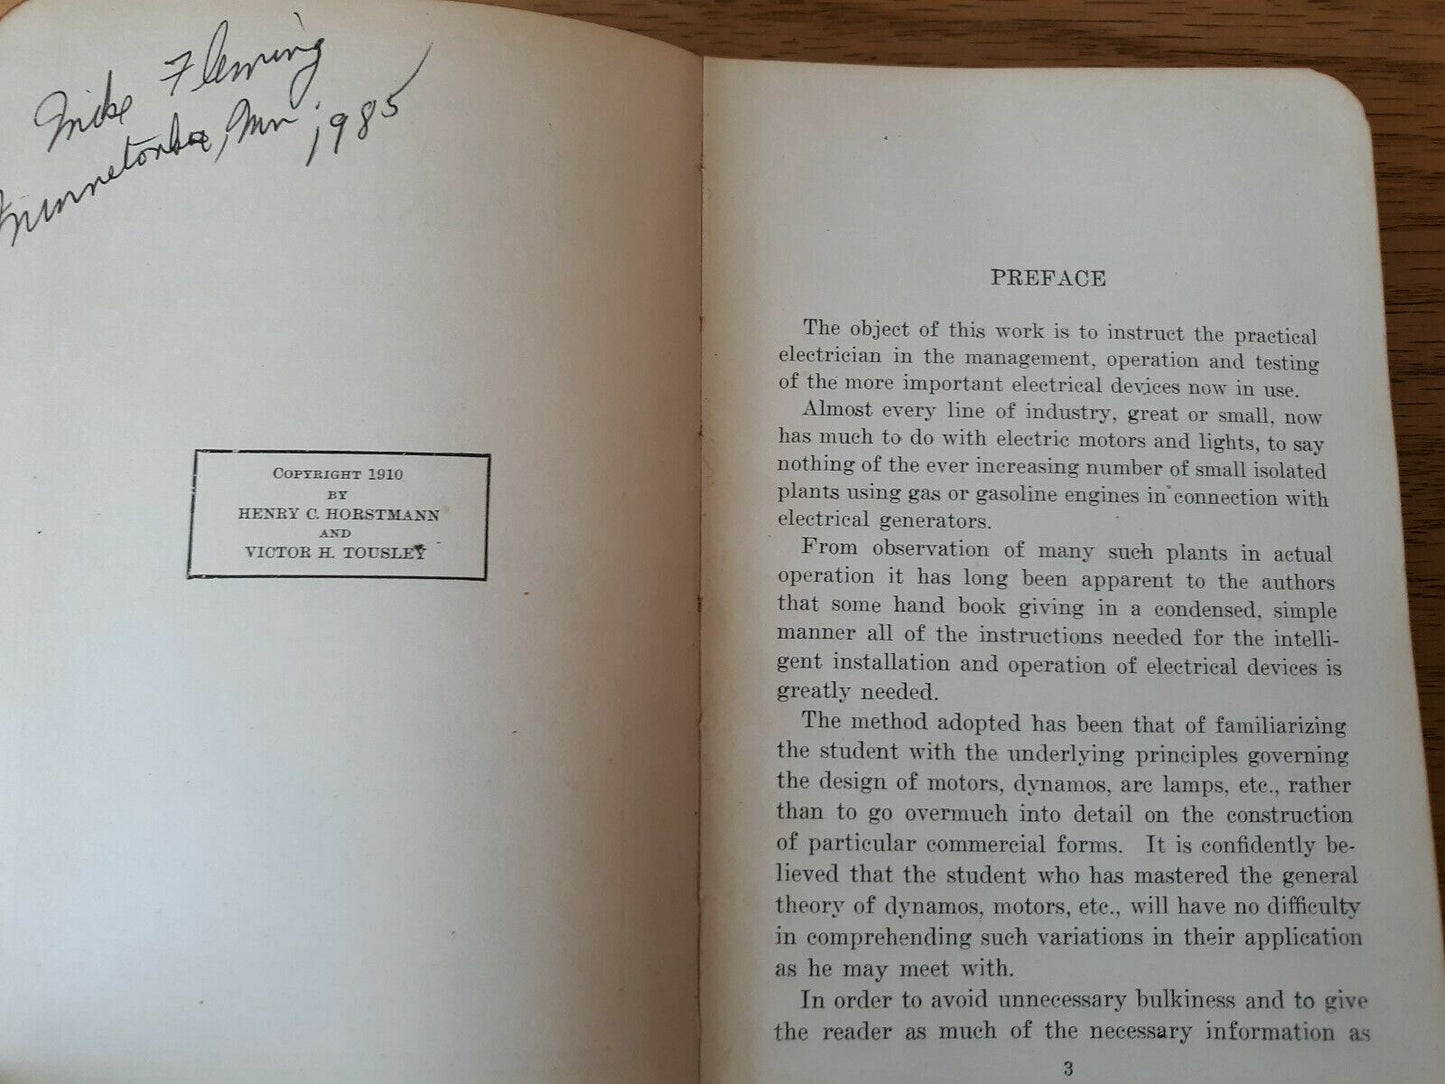 Mike Fleming
Minnetonka, Mn
1985
COPYRIGHT 1910
BY
HENRY C. HORSTMANN
AND
VICTOR H. TOUSLEY
PREFACE
The object of this work is to instruct the practical
electrician in the management, operation and testing
of the more important electrical devices now in use.
Almost every line of industry, great or small, now
has much to do with electric motors and lights, to say
nothing of the ever increasing number of small isolated
plants using gas or gasoline engines in connection with
electrical generators.
From observation of many such plants in actual
operation it has long been apparent to the authors
that some hand book giving in a condensed, simple
manner all of the instructions needed for the intelli-
gent installation and operation of electrical devices is
greatly needed.
The method adopted has been that of familiarizing
the student with the underlying principles governing
the design of motors, dynamos, arc lamps, etc., rather
than to go overmuch into detail on the construction
of particular commercial forms. It is confidently be-
lieved that the student who has mastered the general
theory of dynamos, motors, etc., will have no difficulty
in comprehending such variations in their application
as he may meet with.
In order to avoid unnecessary bulkiness and to give
the reader as much of the necessary information as
3